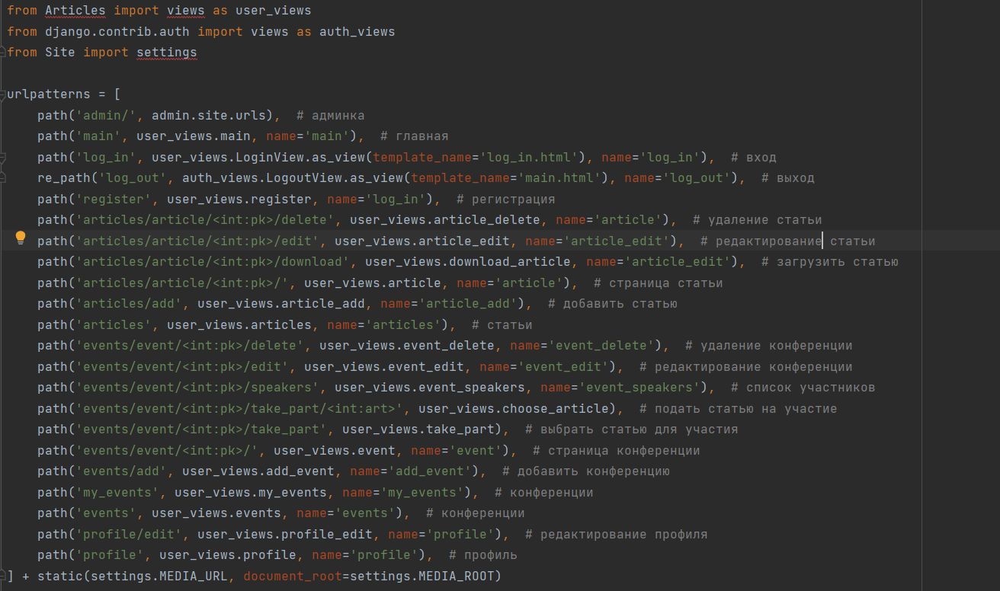 from Articles import views as user_views
from django.contrib.auth import views as auth_views
from Site import settings
urlpatterns = [
path('admin/', admin.site.urls),  # админка
path('main', user_views.main, name='main'),  # главная
path('log_in', user_views.LoginView.as_view(template_name='log_in.html'), name='log_in'),  # вход
re_path('log_out', auth_views.LogoutView.as_view(template_name='main.html'), name='log_out'),  # выход
path('register', user_views.register, name='log_in'),  # регистрация
path('articles/article/<int:pk>/delete', user_views.article_delete, name='article'),  # удаление статьи
path('articles/article/<int:pk>/edit', user_views.article_edit, name='article_edit'),  # редактирование статьи
path('articles/article/<int:pk>/download', user_views.download_article, name='article_edit'),  # загрузить статью
path('articles/article/<int:pk>/', user_views.article, name='article'),  # страница статьи
path('articles/add', user_views.article_add, name='article_add'),  # добавить статью
path('articles', user_views.articles, name='articles'),  # статьи
path('events/event/<int:pk>/delete', user_views.event_delete, name='event_delete'),  # удаление конференции
path('events/event/<int:pk>/edit', user_views.event_edit, name='event_edit'),  # редактирование конференции
path('events/event/<int:pk>/speakers', user_views.event_speakers, name='event_speakers'),  # список участников
path('events/event/<int:pk>/take_part/<int:art>', user_views.choose_article),  # подать статью на участие
path('events/event/<int:pk>/take_part', user_views.take_part),  # выбрать статью для участия
path('events/event/<int:pk>/', user_views.event, name='event'),  # страница конференции
path('events/add', user_views.add_event, name='add_event'),  # добавить конференцию
path('my_events', user_views.my_events, name='my_events'),  # конференции
path('events', user_views.events, name='events'),  # конференции
path('profile/edit', user_views.profile_edit, name='profile'),  # редактирование профиля
path('profile', user_views.profile, name='profile'),  # профиль
] + static(settings.MEDIA_URL, document_root=settings.MEDIA_ROOT)